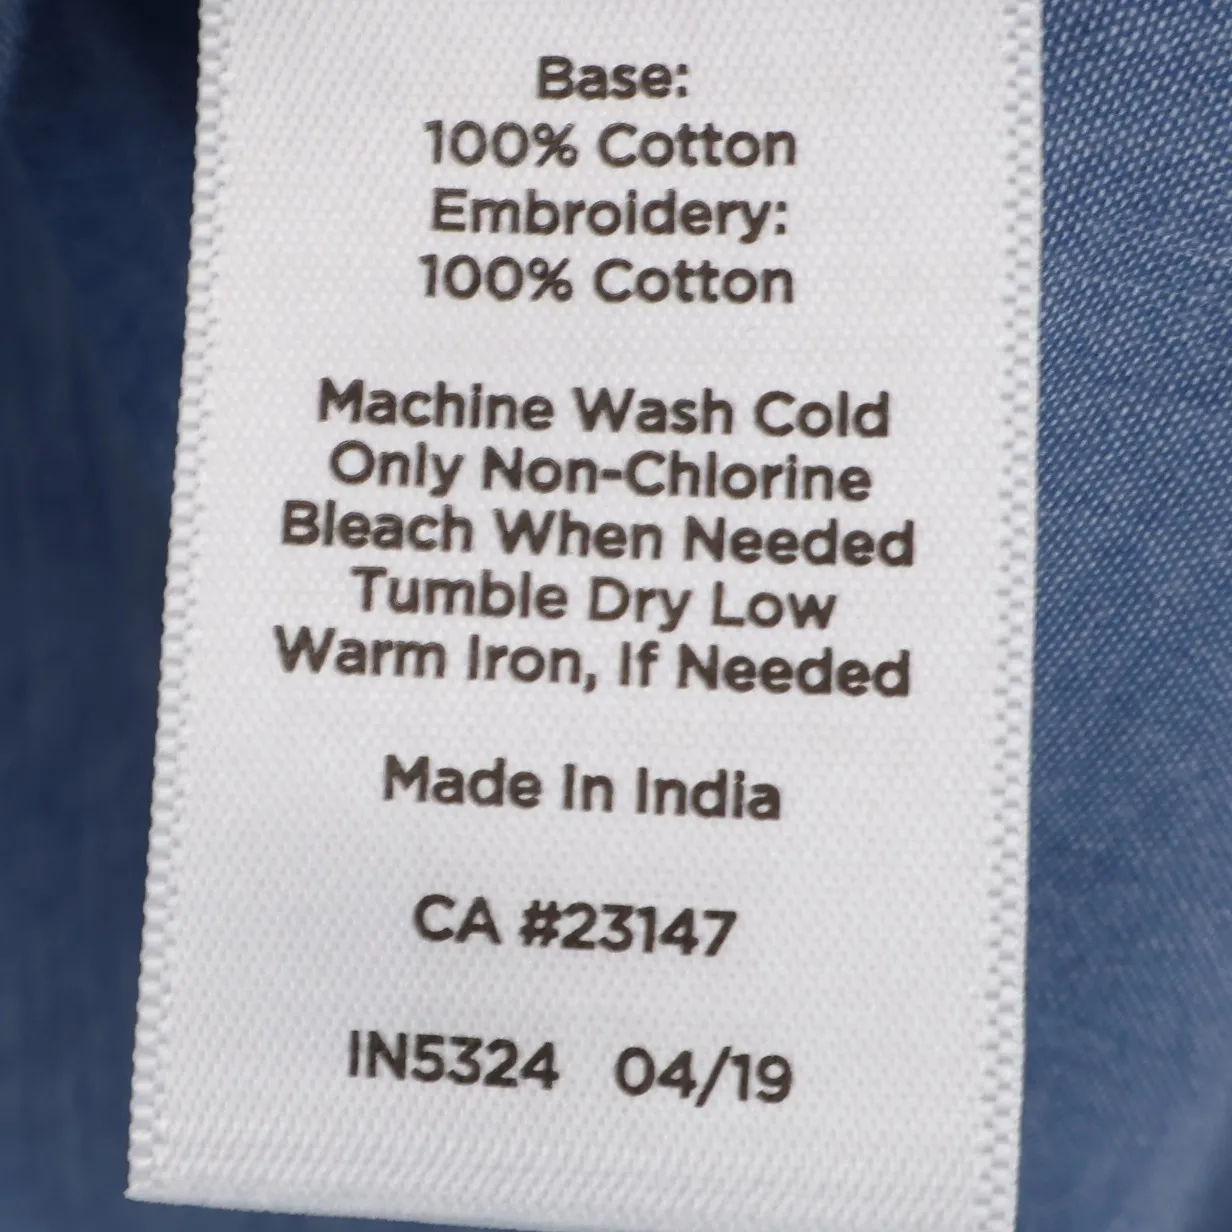 Base:
100% Cotton
Embroidery:
100% Cotton
Machine Wash Cold
Only Non-Chlorine
Bleach When Needed
Tumble Dry Low
Warm Iron, If Needed
Made In India
CA #23147
IN5324 04/19